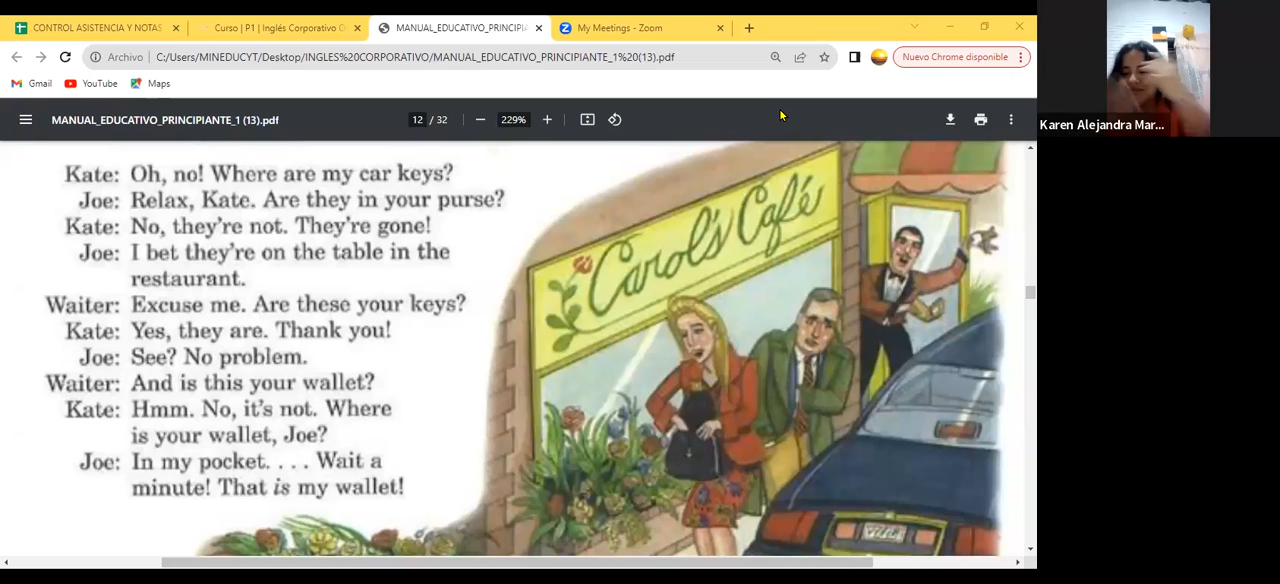 CONTROL ASISTENCIA Y NOTAS
Curso | P1 | Inglés Corporativo
MANUAL_EDUCATIVO_PRINCIPIA
My Meetings - Zoom
Archivo
C:/Users/MINEDUCYT/Desktop/INGLES%20CORPORATIVO/MANUAL_EDUCATIVO_PRINCIPIANTE_1%20(13).pdf
Nuevo Chrome disponible
Gmail
YouTube
Maps
MANUAL_EDUCATIVO_PRINCIPIANTE_1 (13).pdf
12 / 32
229%
Karen Alejandra Mar...
Kate: Oh, no! Where are my car keys?
Joe: Relax, Kate. Are they in your purse?
Kate: No, they're not. They're gone!
Joe: I bet they're on the table in the
restaurant.
Waiter: Excuse me. Are these your keys?
Kate: Yes, they are. Thank you!
Joe: See? No problem.
Waiter: And is this your wallet?
Kate: Hmm. No, it's not. Where
is your wallet, Joe?
Joe: In my pocket. . . . Wait a
minute! That is my wallet!
Carol's Café